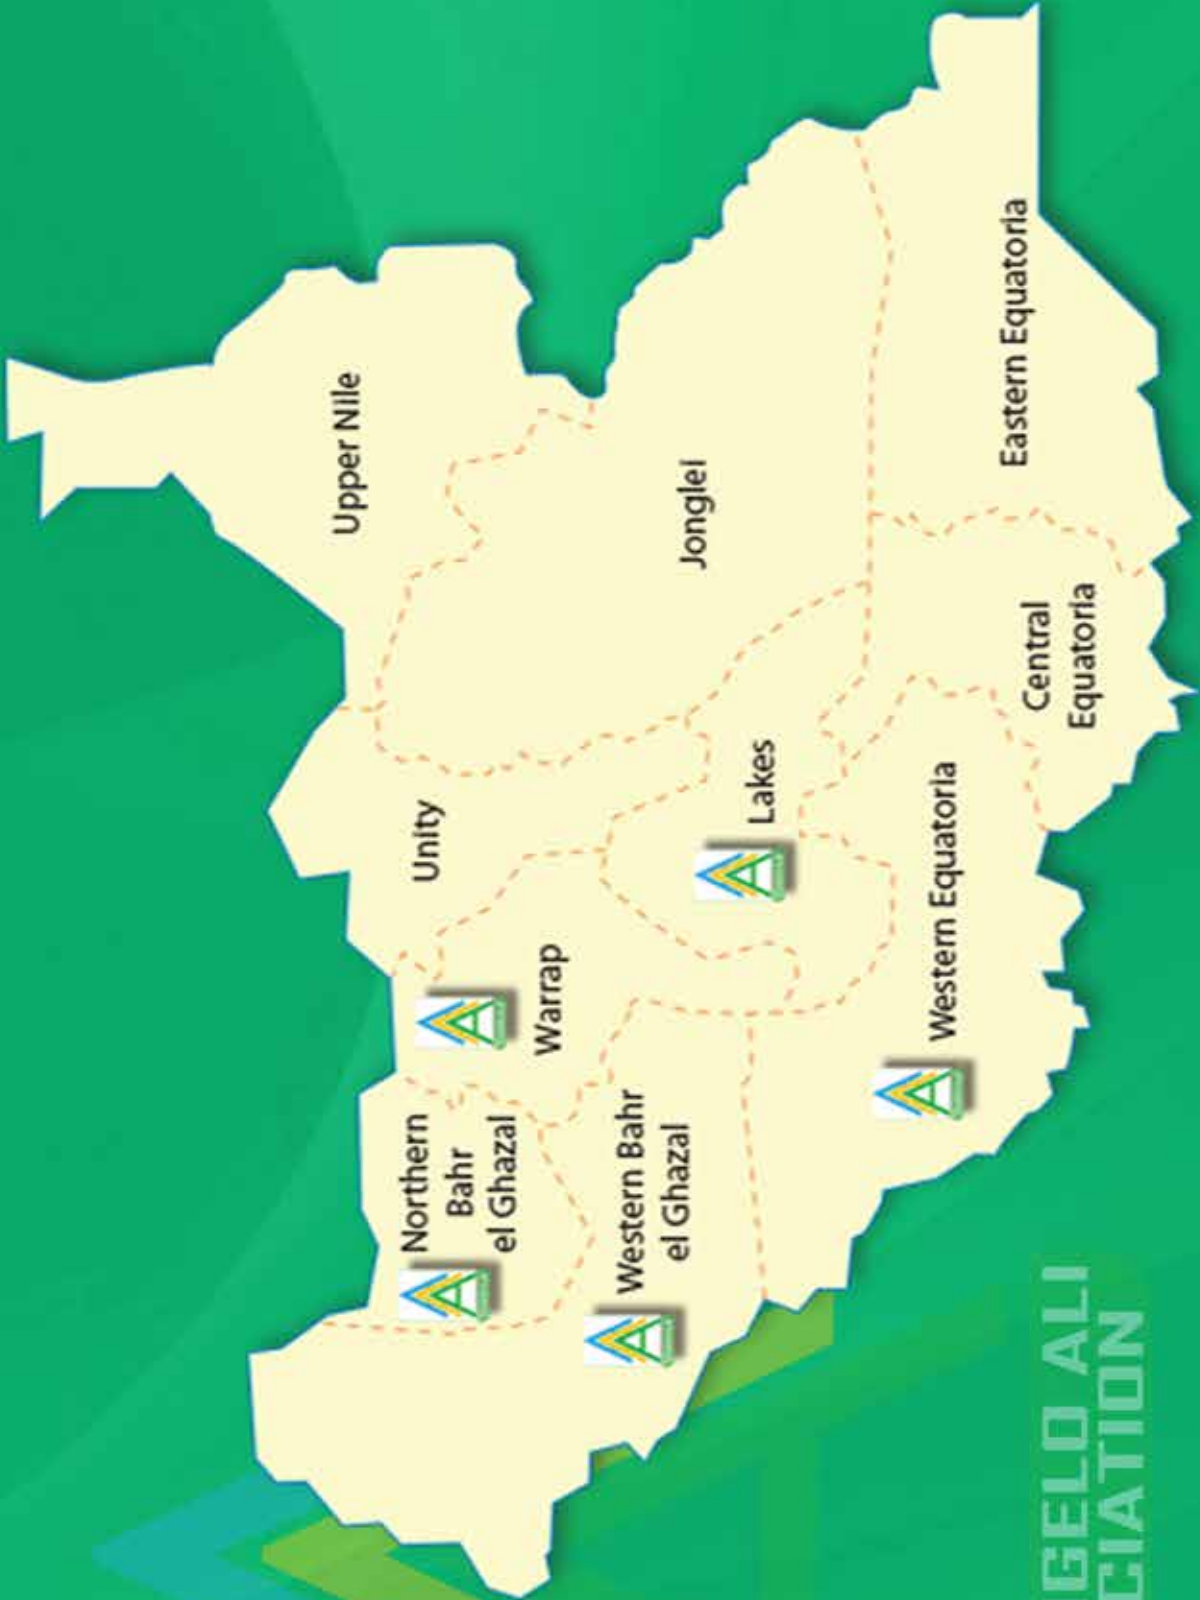 Upper Nile
Unity
Northern
Bahr
el Ghazal
Warrap
Western Bahr
el Ghazal
Jonglei
Lakes
Western Equatoria
Central
Equatoria
Eastern Equatoria
GELO ALI
CIATION